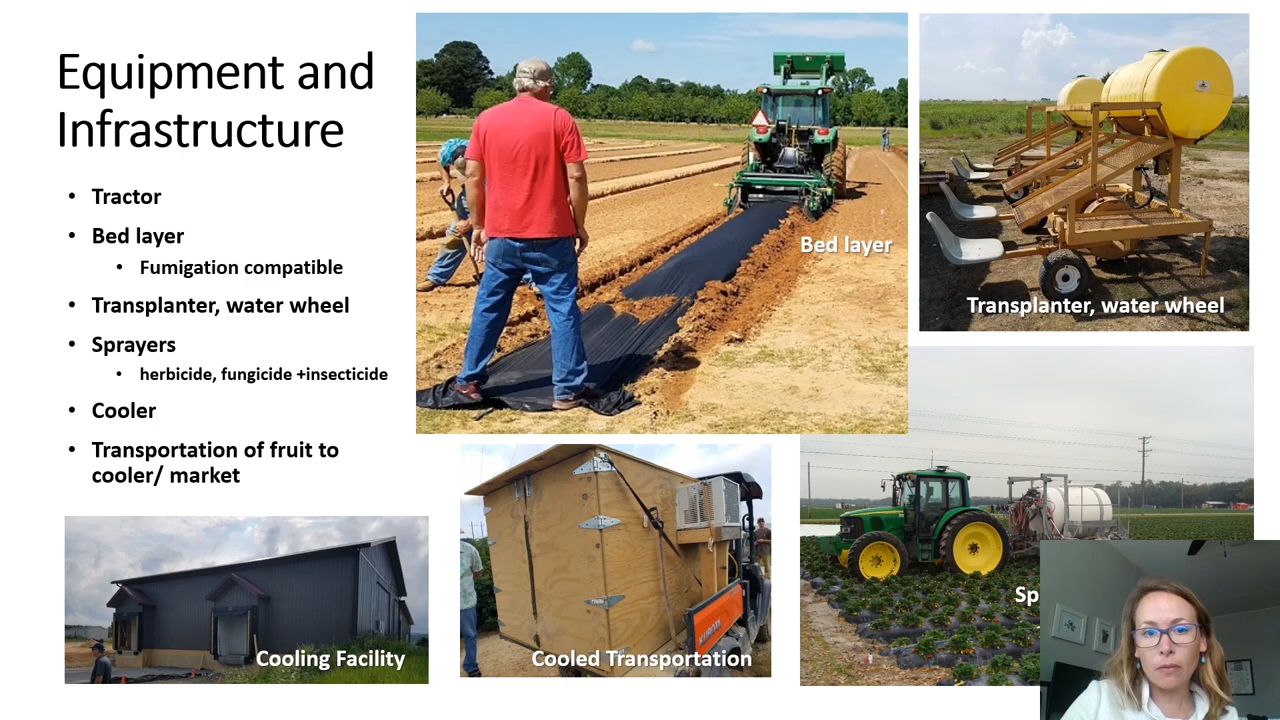 Equipment and
Infrastructure
• Tractor
• Bed layer
• Fumigation compatible
• Transplanter, water wheel
• Sprayers
• herbicide, fungicide +insecticide
• Cooler
• Transportation of fruit to
cooler/ market
Bed layer
Transplanter, water wheel
Cooling Facility
Cooled Transportation
KUBOTA
Sp